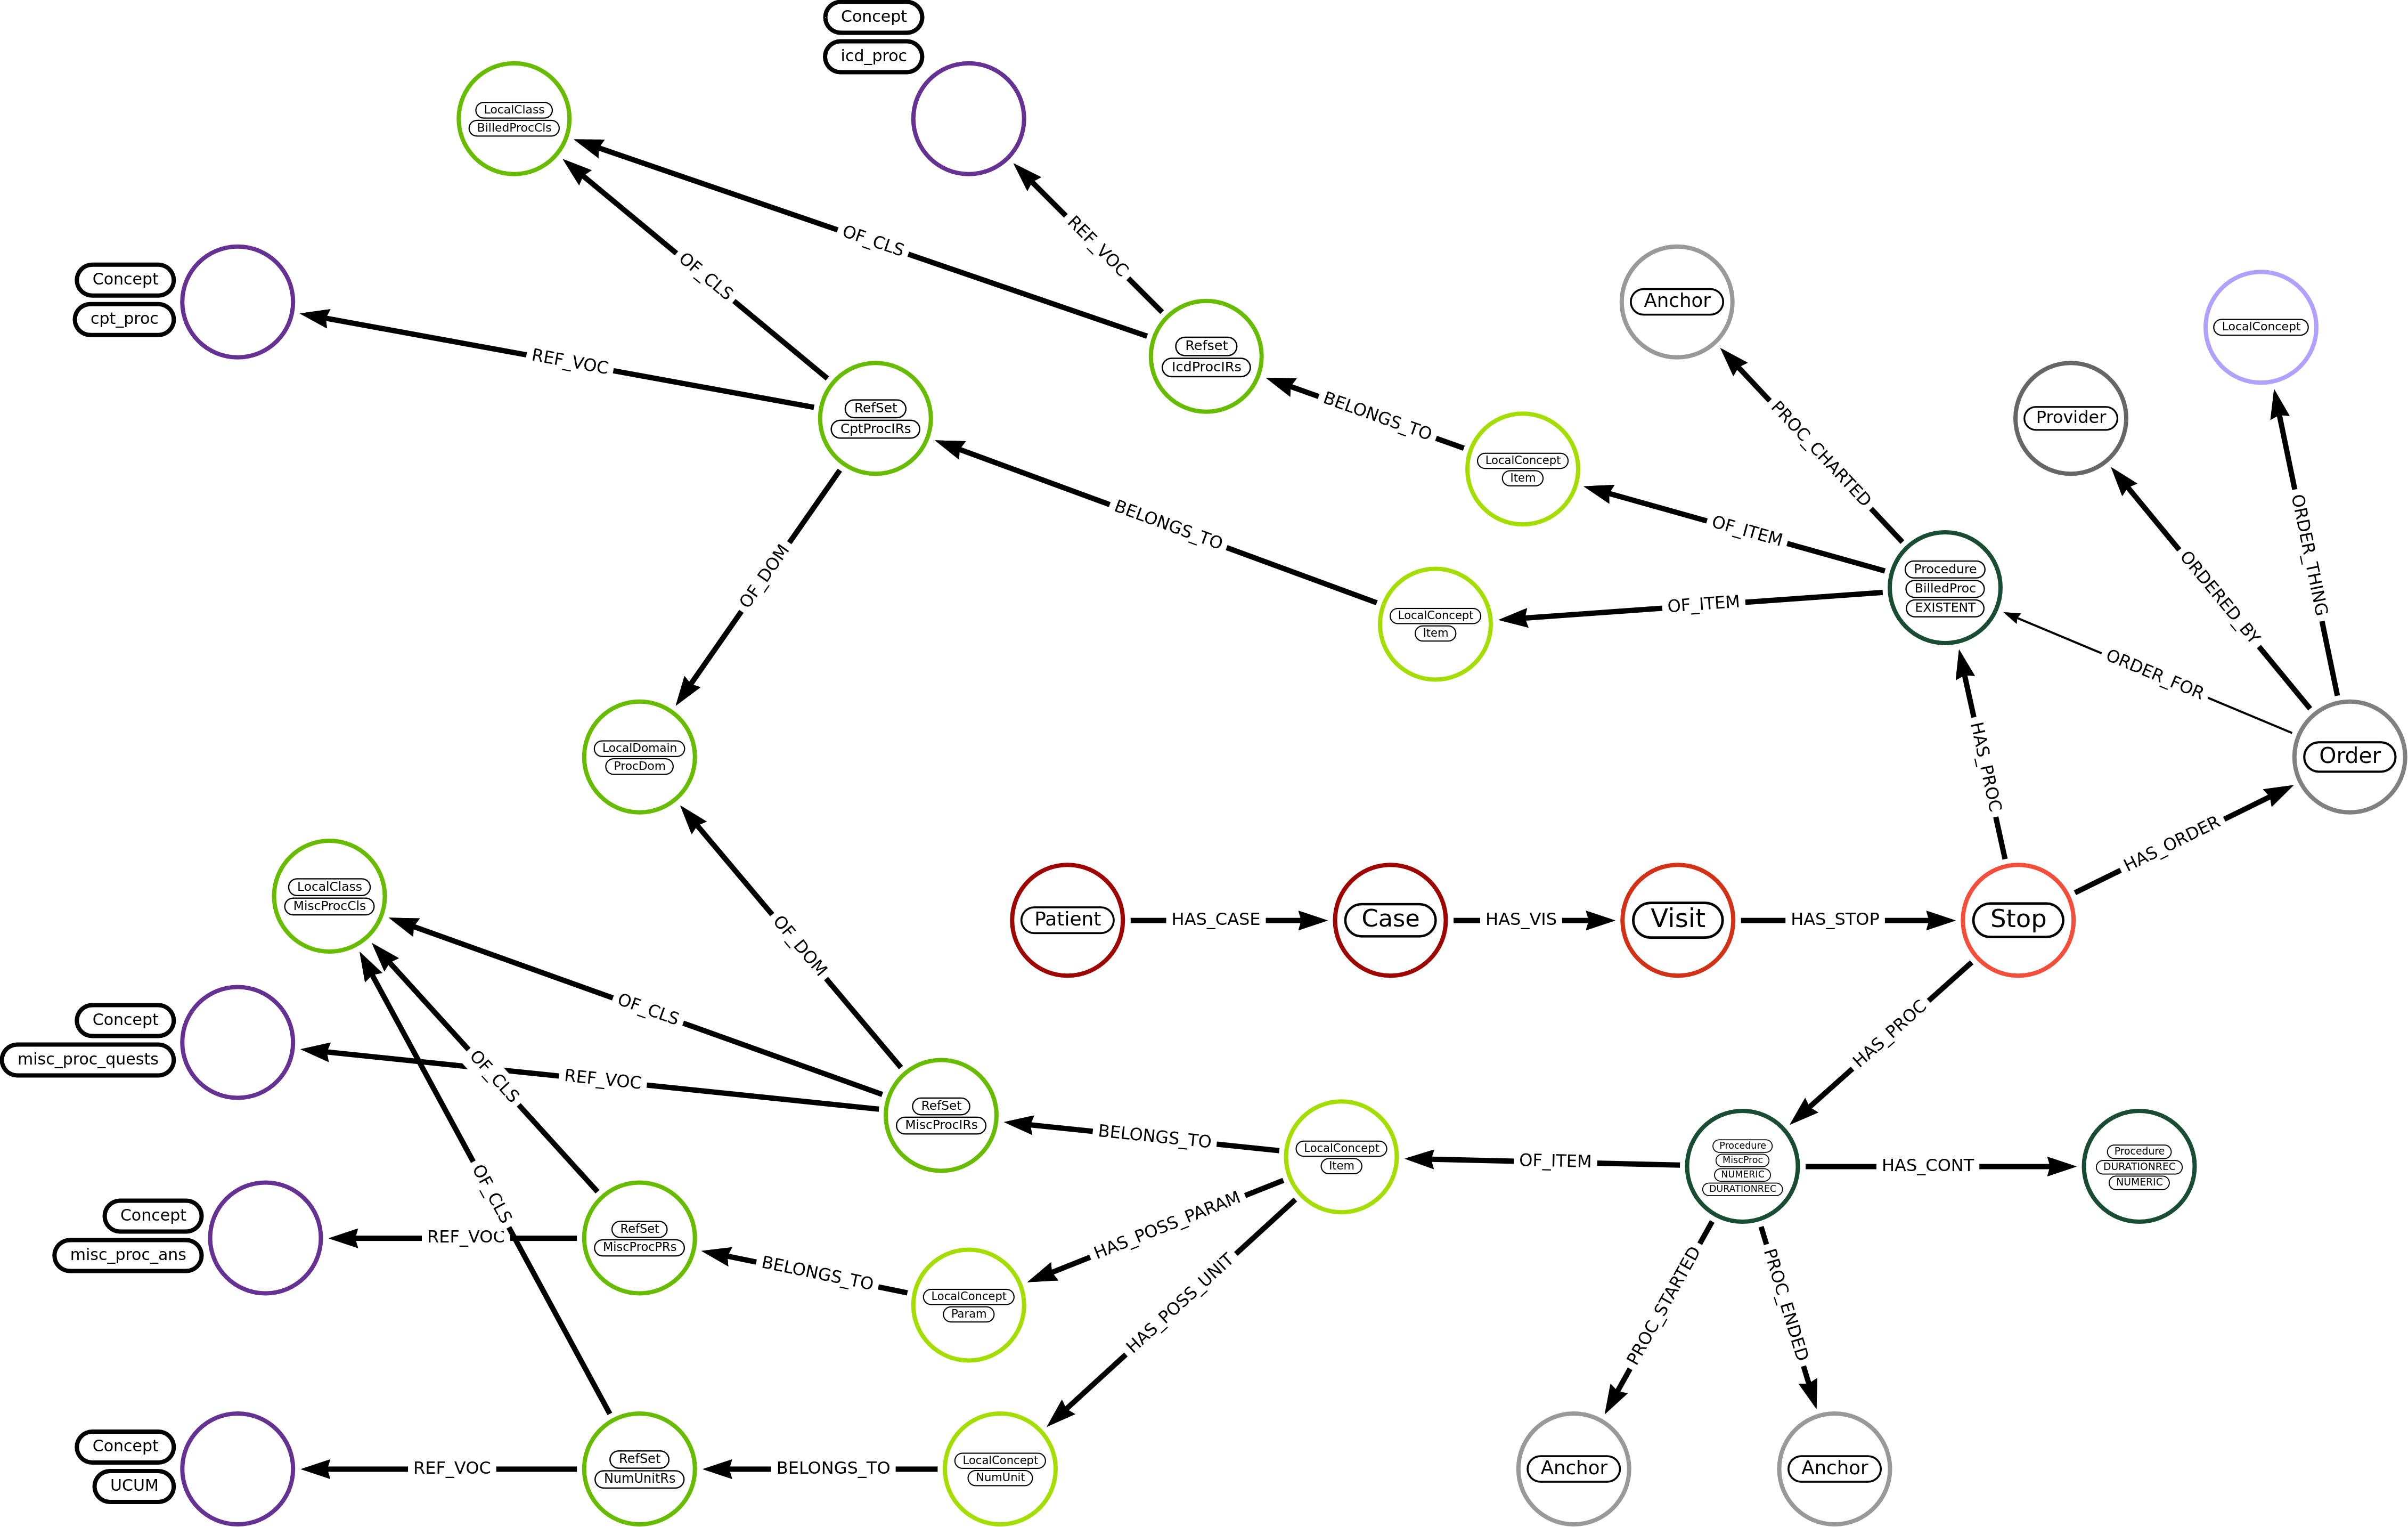 Concept
icd_proc
LocalClass
BilledProcCls
OF_CLS
REF_VOC
OF_CLS
Concept
cpt_proc
Anchor
LocalConcept
REF_VOC
Refset
IcdProcIRs
RefSet
CptProcIRs
BELONGS_TO
PROC_CHARTED
Provider
LocalConcept
Item
ORDER_THING
BELONGS_TO
OF_ITEM
OF_DOM
OF_ITEM
LocalConcept
Item
Procedure
BilledProc
EXISTENT
ORDERED_BY
ORDER_FOR
LocalDomain
ProcDom
HAS_PROC
Order
HAS_ORDER
LocalClass
MiscProcCls
Patient
HAS_CASE
Case
HAS_VIS
Visit
HAS_STOP
Stop
OF_DOM
OF_CLS
Concept
misc_proc_quests
OF_CLS
REF_VOC
HAS_PROC
RefSet
MiscProcIRs
BELONGS_TO
LocalConcept
Item
OF_ITEM
Procedure
MiscProc
NUMERIC
DURATIONREC
HAS_CONT
Procedure
DURATIONREC
NUMERIC
OF_CLS
Concept
misc_proc_ans
REF_VOC
RefSet
MiscProcPRs
BELONGS_TO
HAS_POSS_PARAM
LocalConcept
Param
HAS_POSS_UNIT
PROC_STARTED
PROC_ENDED
Concept
UCUM
REF_VOC
RefSet
NumUnitRs
BELONGS_TO
LocalConcept
NumUnit
Anchor
Anchor